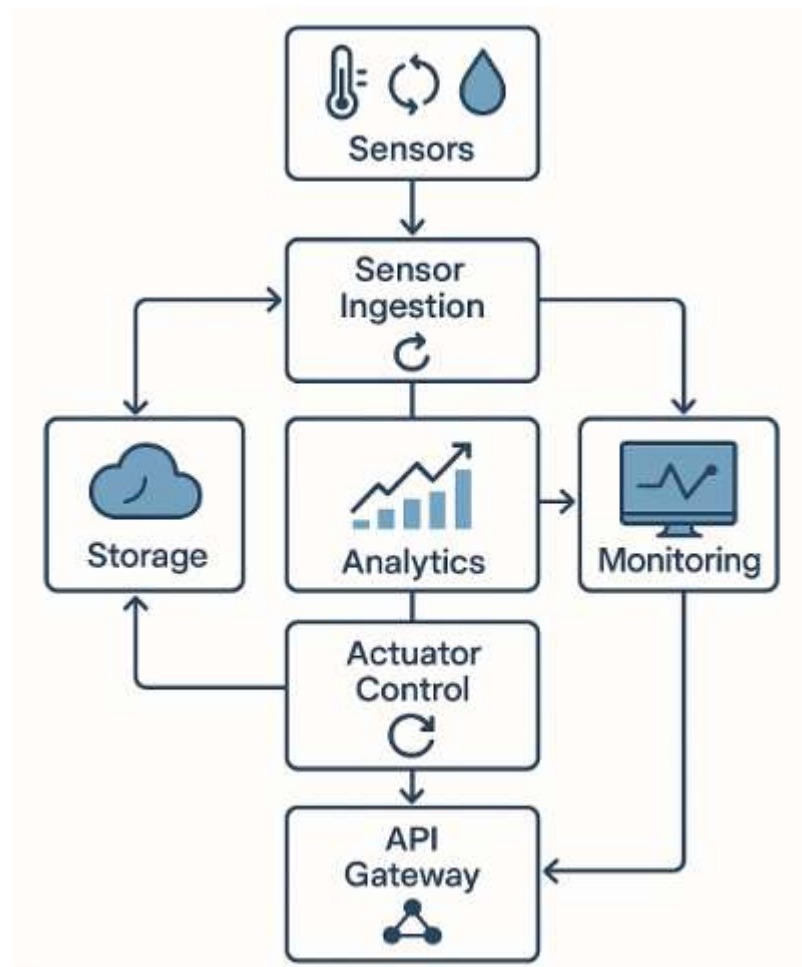 Sensors
Sensor
Ingestion
Storage
Analytics
Monitoring
Actuator
Control
API
Gateway